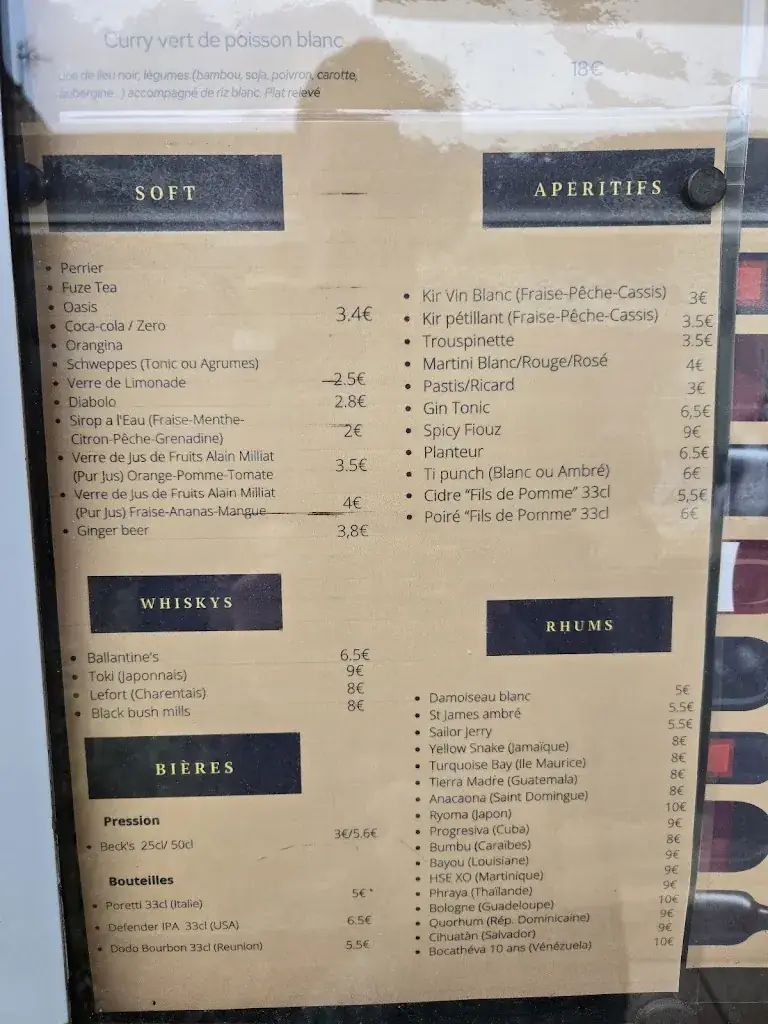 Curry vert de poisson blanc
de lieu noir, légumes (bambou, soja, poivron, carotte, 18€
aubergine...) accompagné de riz blanc. Plat relevé
SOFT
• Perrier
• Fuze Tea
• Oasis
• Coca-cola / Zero 3.4€
• Orangina
• Schweppes (Tonic ou Agrumes)
• Verre de Limonade 2.5€
• Diabolo 2.8€
• Sirop a l'Eau (Fraise-Menthe-
Citron-Pêche-Grenadine) 2€
• Verre de Jus de Fruits Alain Milliat
(Pur Jus) Orange-Pomme-Tomate 3.5€
• Verre de Jus de Fruits Alain Milliat
(Pur Jus) Fraise-Ananas-Mangue 4€
• Ginger beer 3,8€
APERITIFS
• Kir Vin Blanc (Fraise-Pêche-Cassis) 3€
• Kir pétillant (Fraise-Pêche-Cassis) 3.5€
• Trouspinette 3.5€
• Martini Blanc/Rouge/Rosé 4€
• Pastis/Ricard 3€
• Gin Tonic 6,5€
• Spicy Fiouz 9€
• Planteur 6.5€
• Ti punch (Blanc ou Ambré) 6€
• Cidre "Fils de Pomme" 33cl 5,5€
• Poiré "Fils de Pomme" 33cl 6€
WHISKYS
• Ballantine's 6.5€
• Toki (Japonnais) 9€
• Lefort (Charentais) 8€
• Black bush mills 8€
BIÈRES
Pression
• Beck's 25cl/ 50cl 3€/5.6€
Bouteilles
• Poretti 33cl (Italie) 5€
• Defender IPA 33cl (USA) 6.5€
• Dodo Bourbon 33cl (Reunion) 5.5€
RHUMS
• Damoiseau blanc 5€
• St James ambré 5.5€
• Sailor Jerry 5.5€
• Yellow Snake (Jamaïque) 8€
• Turquoise Bay (Ile Maurice) 8€
• Tierra Madre (Guatemala) 8€
• Anacaona (Saint Domingue) 8€
• Ryoma (Japon) 10€
• Progresiva (Cuba) 9€
• Bumbu (Caraïbes) 8€
• Bayou (Louisiane) 9€
• HSE XO (Martinique) 9€
• Phraya (Thaïlande) 9€
• Bologne (Guadeloupe) 10€
• Quorhum (Rép. Dominicaine) 9€
• Cihuatàn (Salvador) 9€
• Bocathéva 10 ans (Vénézuela) 10€